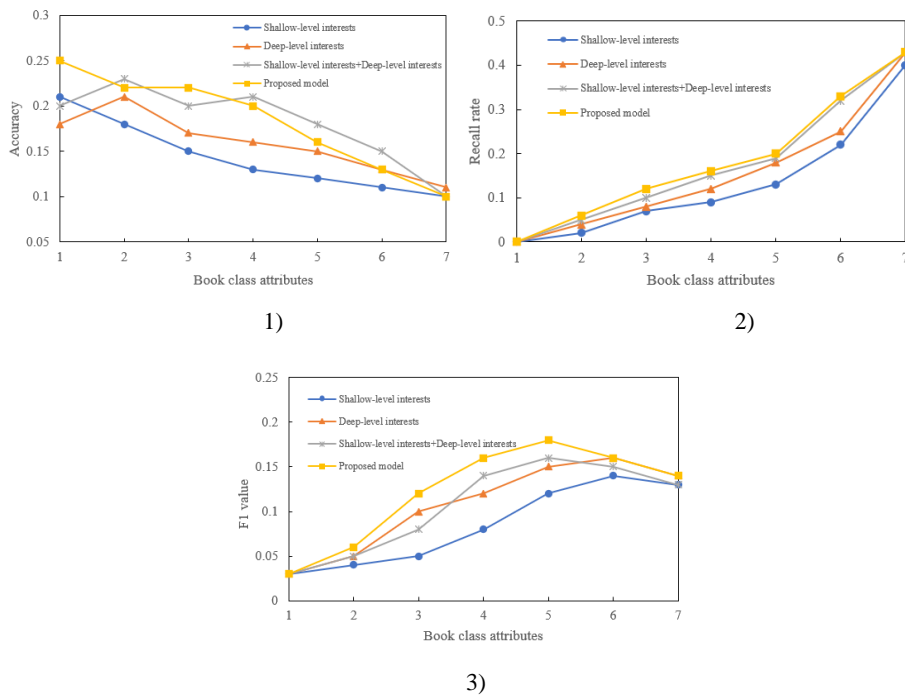 0.3
0.25
0.2
0.15
0.1
0.05
Accuracy
Shallow-level interests
Deep-level interests
Shallow-level interests+Deep-level interests
Proposed model
1 2 3 4 5 6 7
Book class attributes
1)
0.5
0.4
0.3
0.2
0.1
0
Recall rate
Shallow-level interests
Deep-level interests
Shallow-level interests+Deep-level interests
Proposed model
1 2 3 4 5 6 7
Book class attributes
2)
0.25
0.2
0.15
0.1
0.05
0
F1 value
Shallow-level interests
Deep-level interests
Shallow-level interests+Deep-level interests
Proposed model
1 2 3 4 5 6 7
Book class attributes
3)